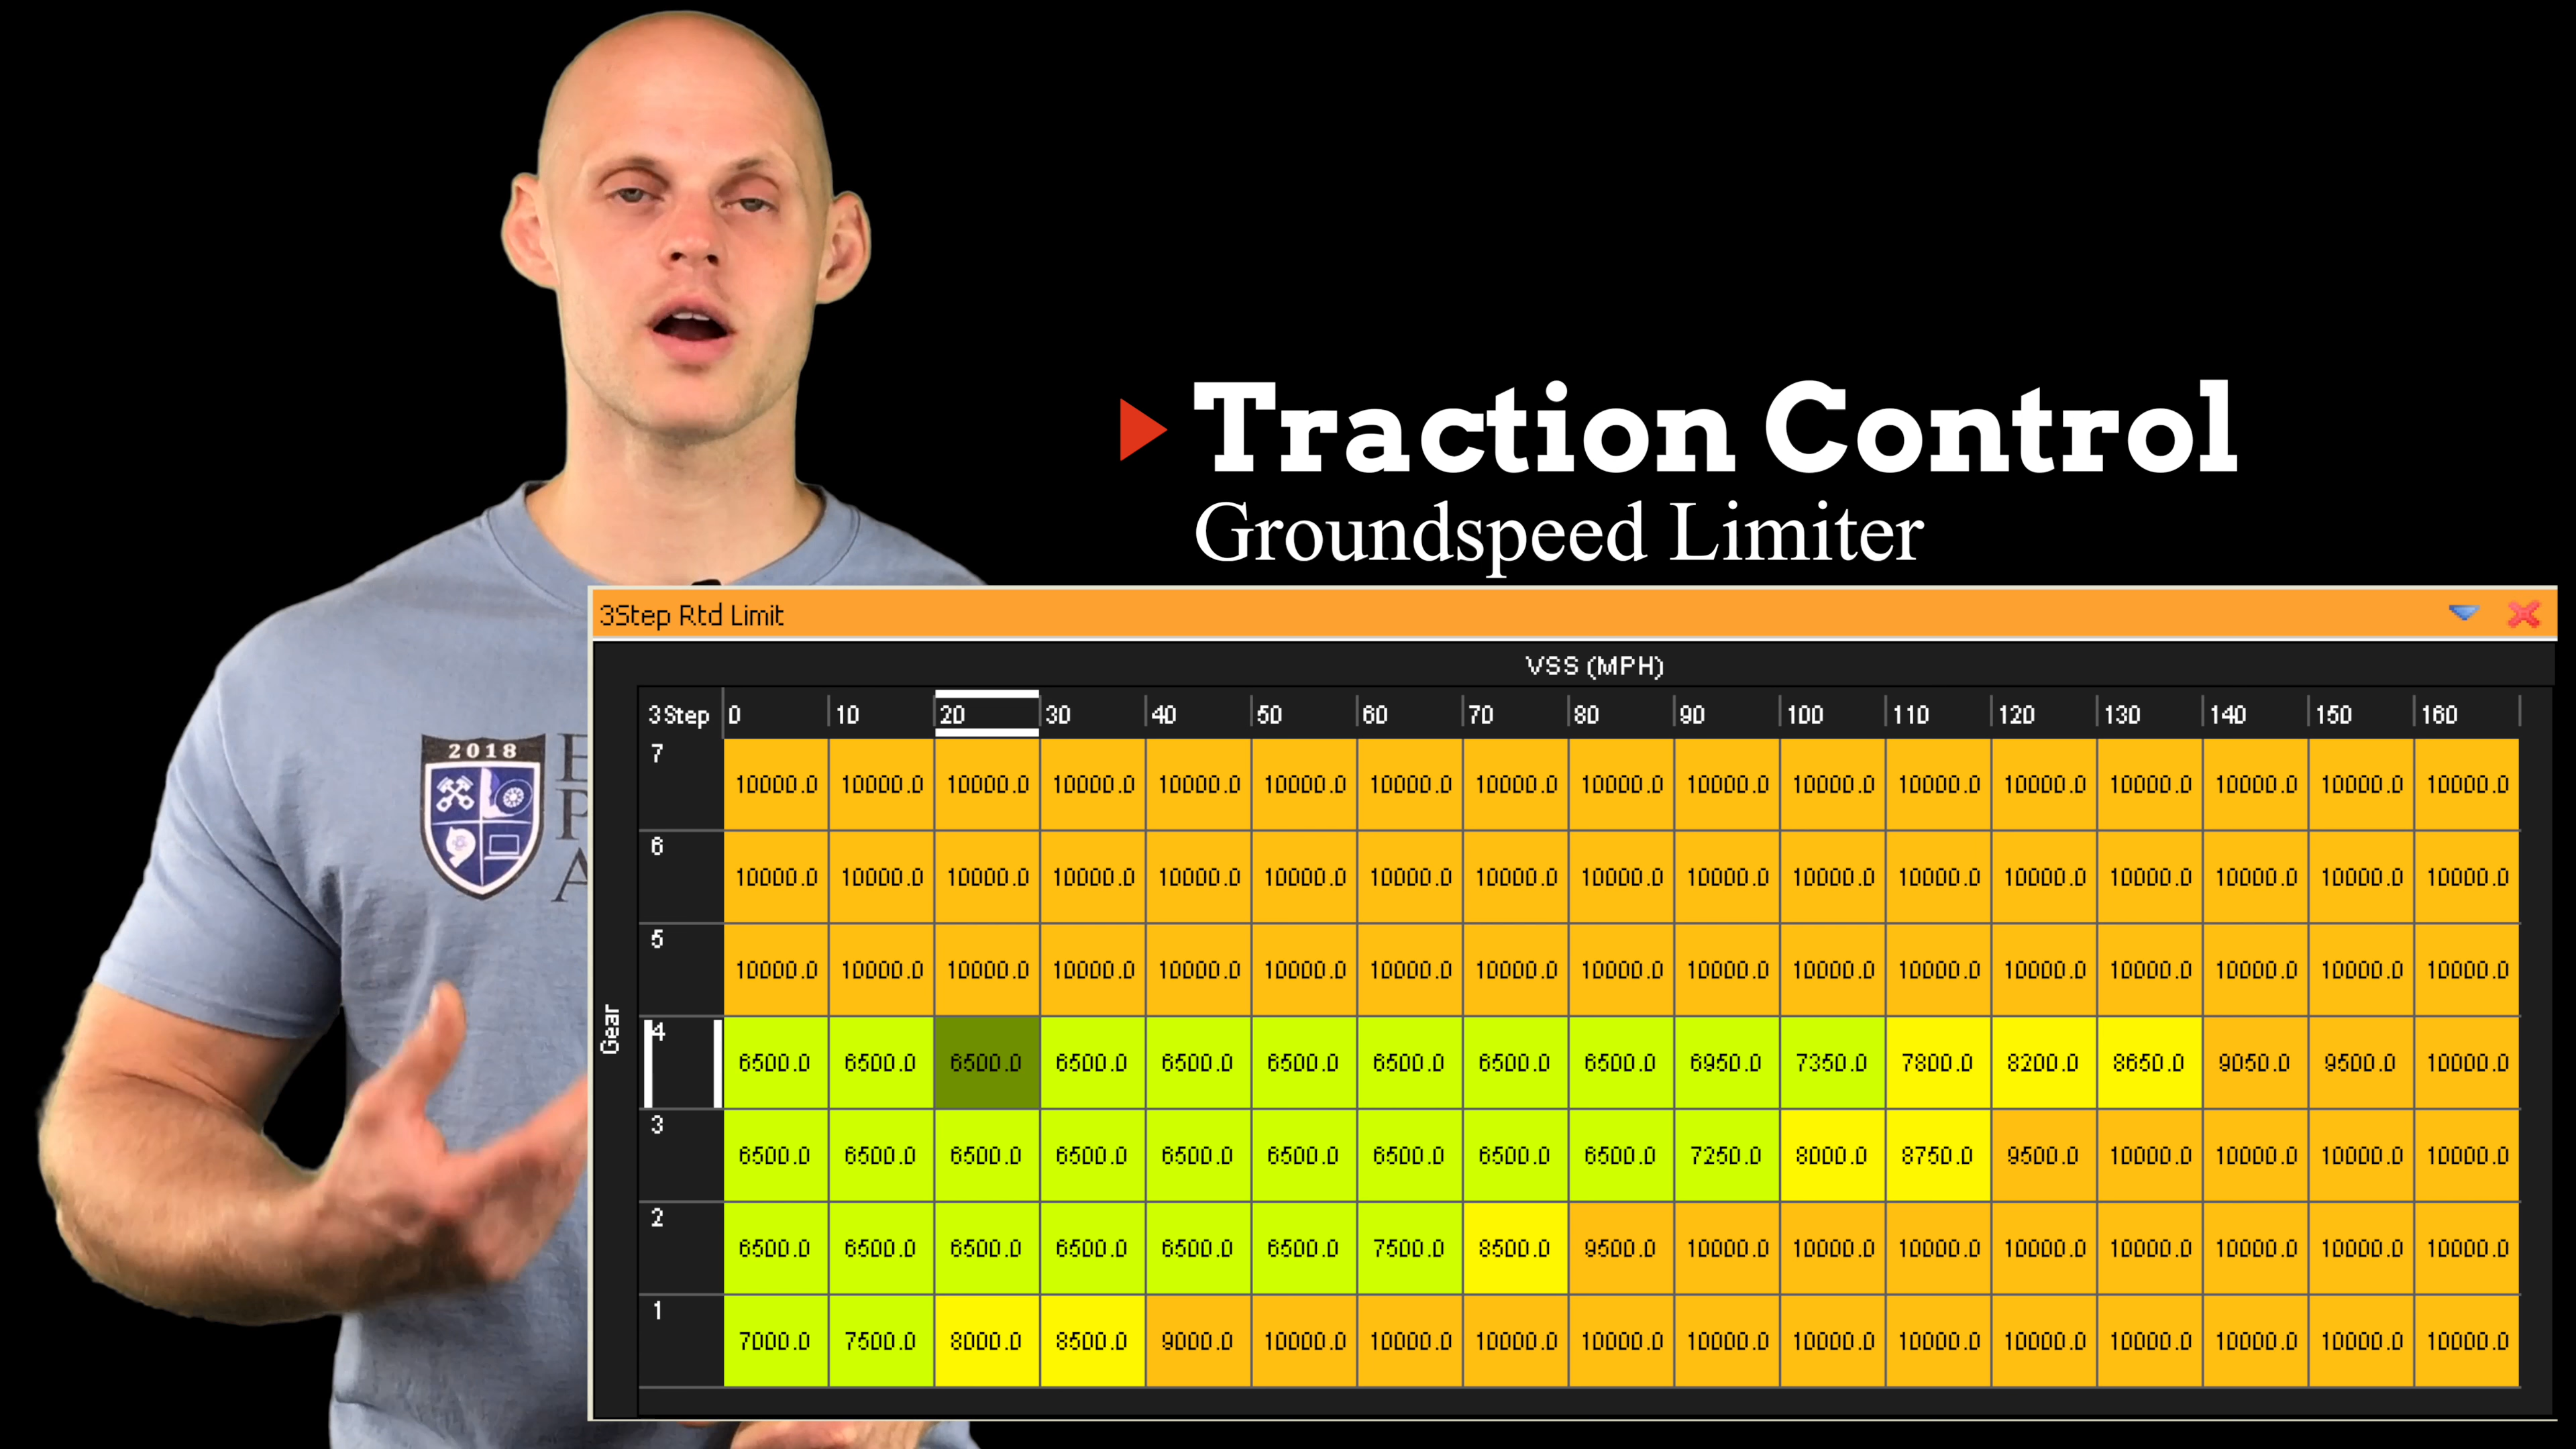 Traction Control
Groundspeed Limiter
3Step Rtd Limit
VSS (MPH)
3Step 0 10 20 30 40 50 60 70 80 90 100 110 120 130 140 150 160
7 10000.0 10000.0 10000.0 10000.0 10000.0 10000.0 10000.0 10000.0 10000.0 10000.0 10000.0 10000.0 10000.0 10000.0 10000.0 10000.0 10000.0
6 10000.0 10000.0 10000.0 10000.0 10000.0 10000.0 10000.0 10000.0 10000.0 10000.0 10000.0 10000.0 10000.0 10000.0 10000.0 10000.0 10000.0
5 10000.0 10000.0 10000.0 10000.0 10000.0 10000.0 10000.0 10000.0 10000.0 10000.0 10000.0 10000.0 10000.0 10000.0 10000.0 10000.0 10000.0
Gear
4 6500.0 6500.0 6500.0 6500.0 6500.0 6500.0 6500.0 6500.0 6500.0 6950.0 7350.0 7800.0 8200.0 8650.0 9050.0 9500.0 10000.0
3 6500.0 6500.0 6500.0 6500.0 6500.0 6500.0 6500.0 6500.0 6500.0 7250.0 8000.0 8750.0 9500.0 10000.0 10000.0 10000.0 10000.0
2 6500.0 6500.0 6500.0 6500.0 6500.0 6500.0 7500.0 8500.0 9500.0 10000.0 10000.0 10000.0 10000.0 10000.0 10000.0 10000.0 10000.0
1 7000.0 7500.0 8000.0 8500.0 9000.0 10000.0 10000.0 10000.0 10000.0 10000.0 10000.0 10000.0 10000.0 10000.0 10000.0 10000.0 10000.0
2018